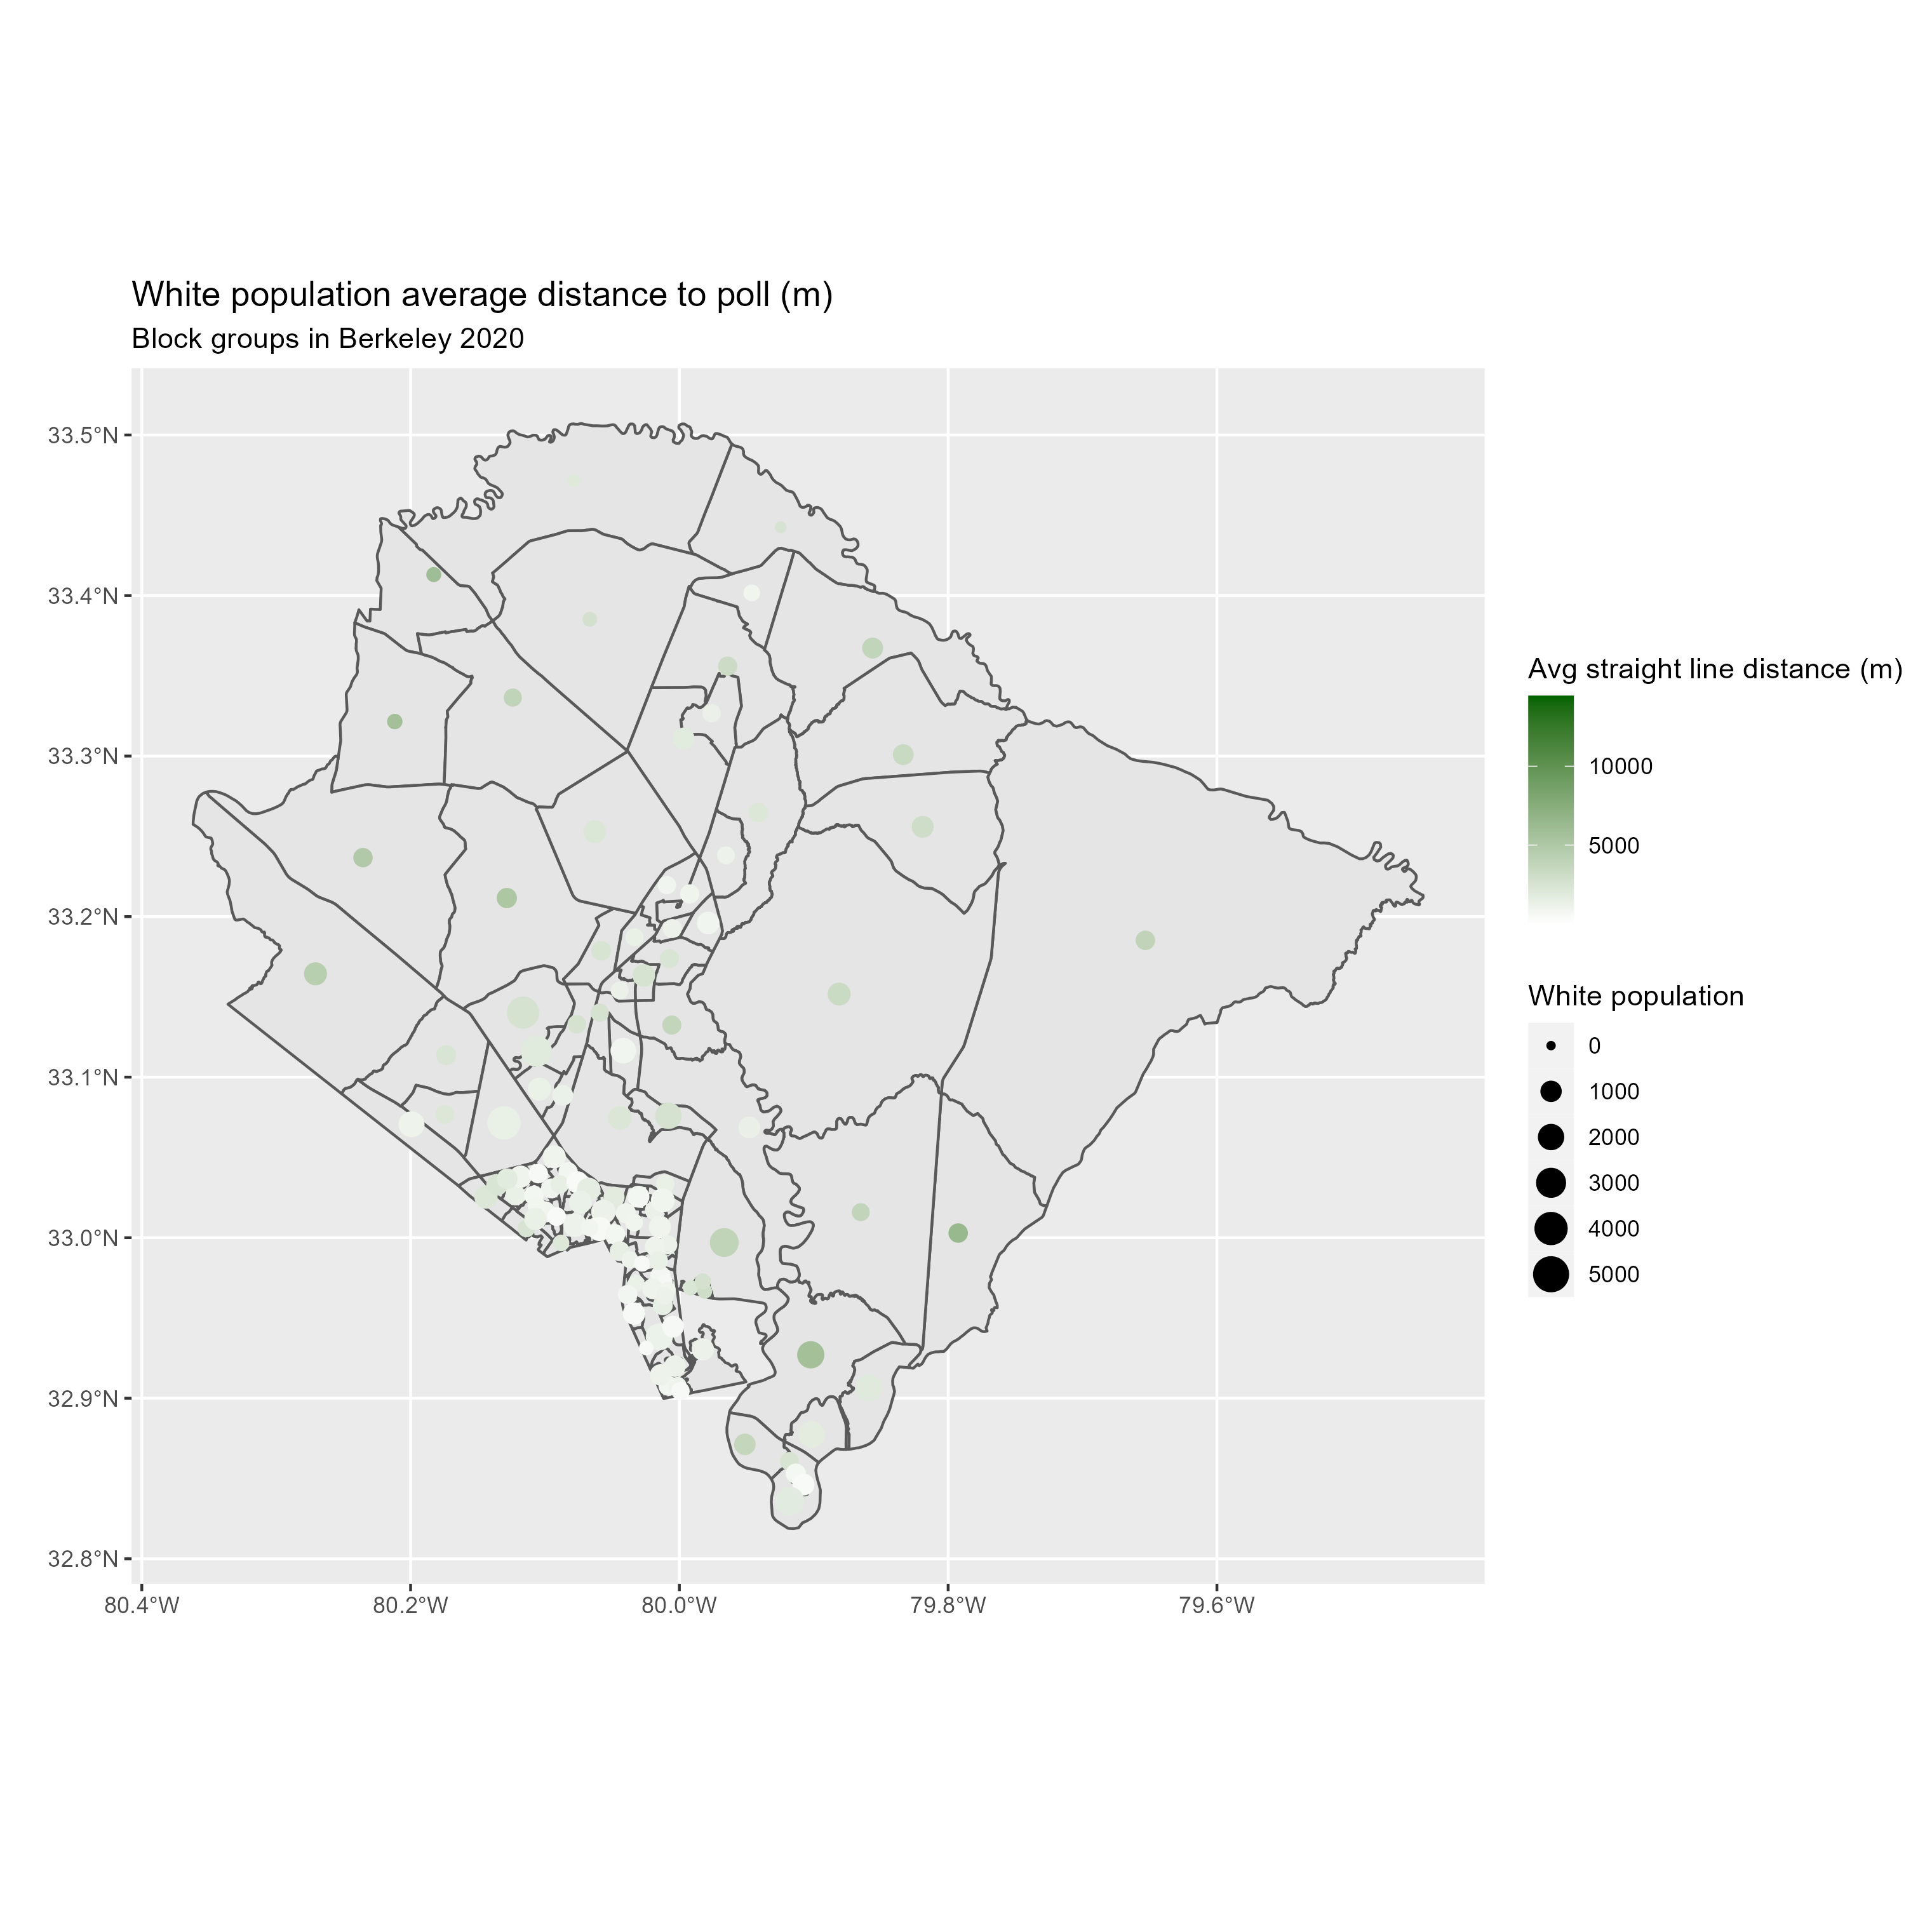 White population average distance to poll (m)
Block groups in Berkeley 2020
33.5°N
33.4°N
33.3°N
33.2°N
33.1°N
33.0°N
32.9°N
32.8°N
80.4°W
80.2°W
80.0°W
79.8°W
79.6°W
Avg straight line distance (m)
10000
5000
White population
0
1000
2000
3000
4000
5000